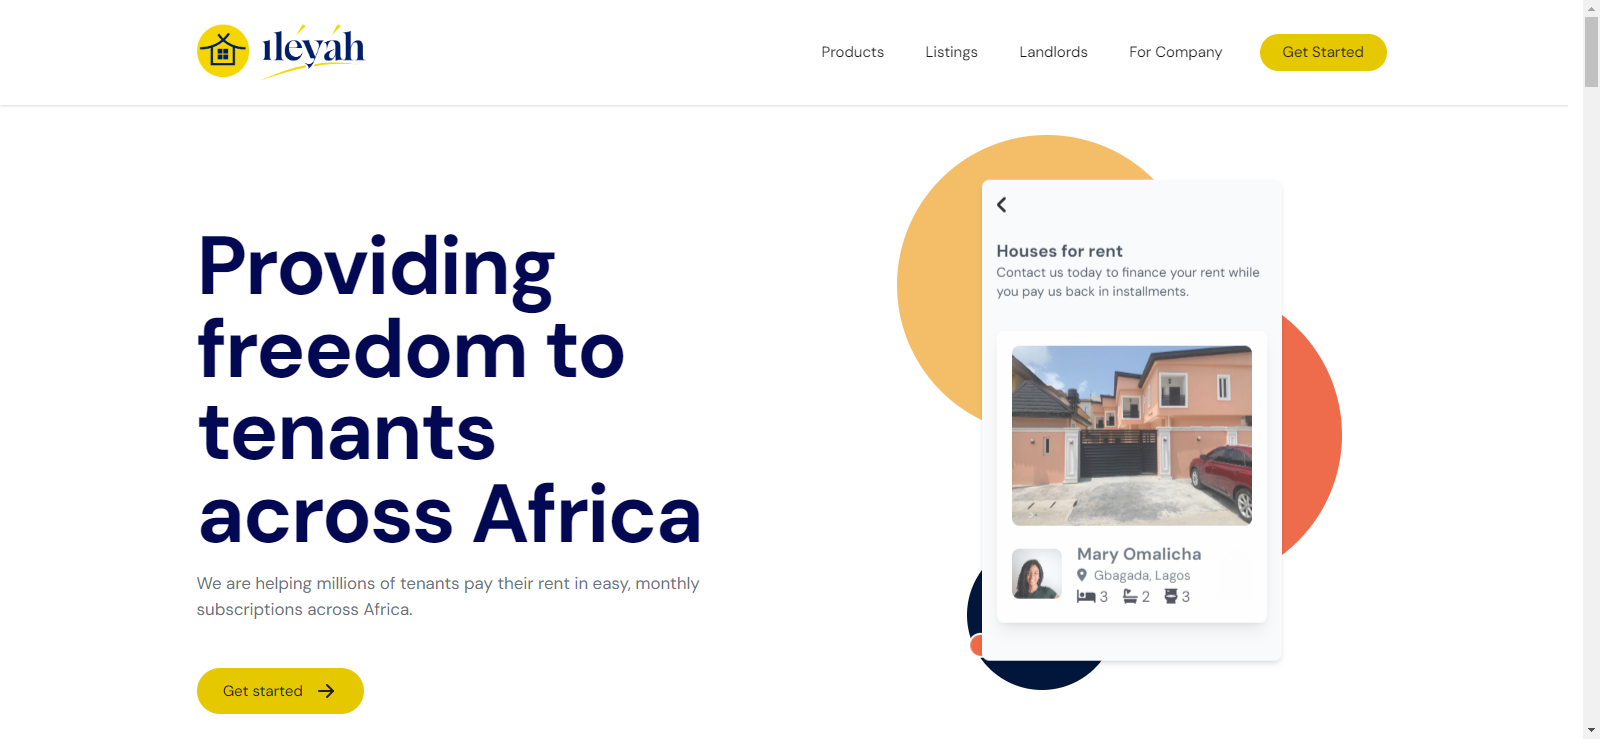 ıléyáh
Products
Listings
Landlords
For Company
Get Started
Providing
freedom to
tenants
across Africa
We are helping millions of tenants pay their rent in easy, monthly
subscriptions across Africa.
Get started
Houses for rent
Contact us today to finance your rent while
you pay us back in installments.
Mary Omalicha
Gbagada, Lagos
3 2 3